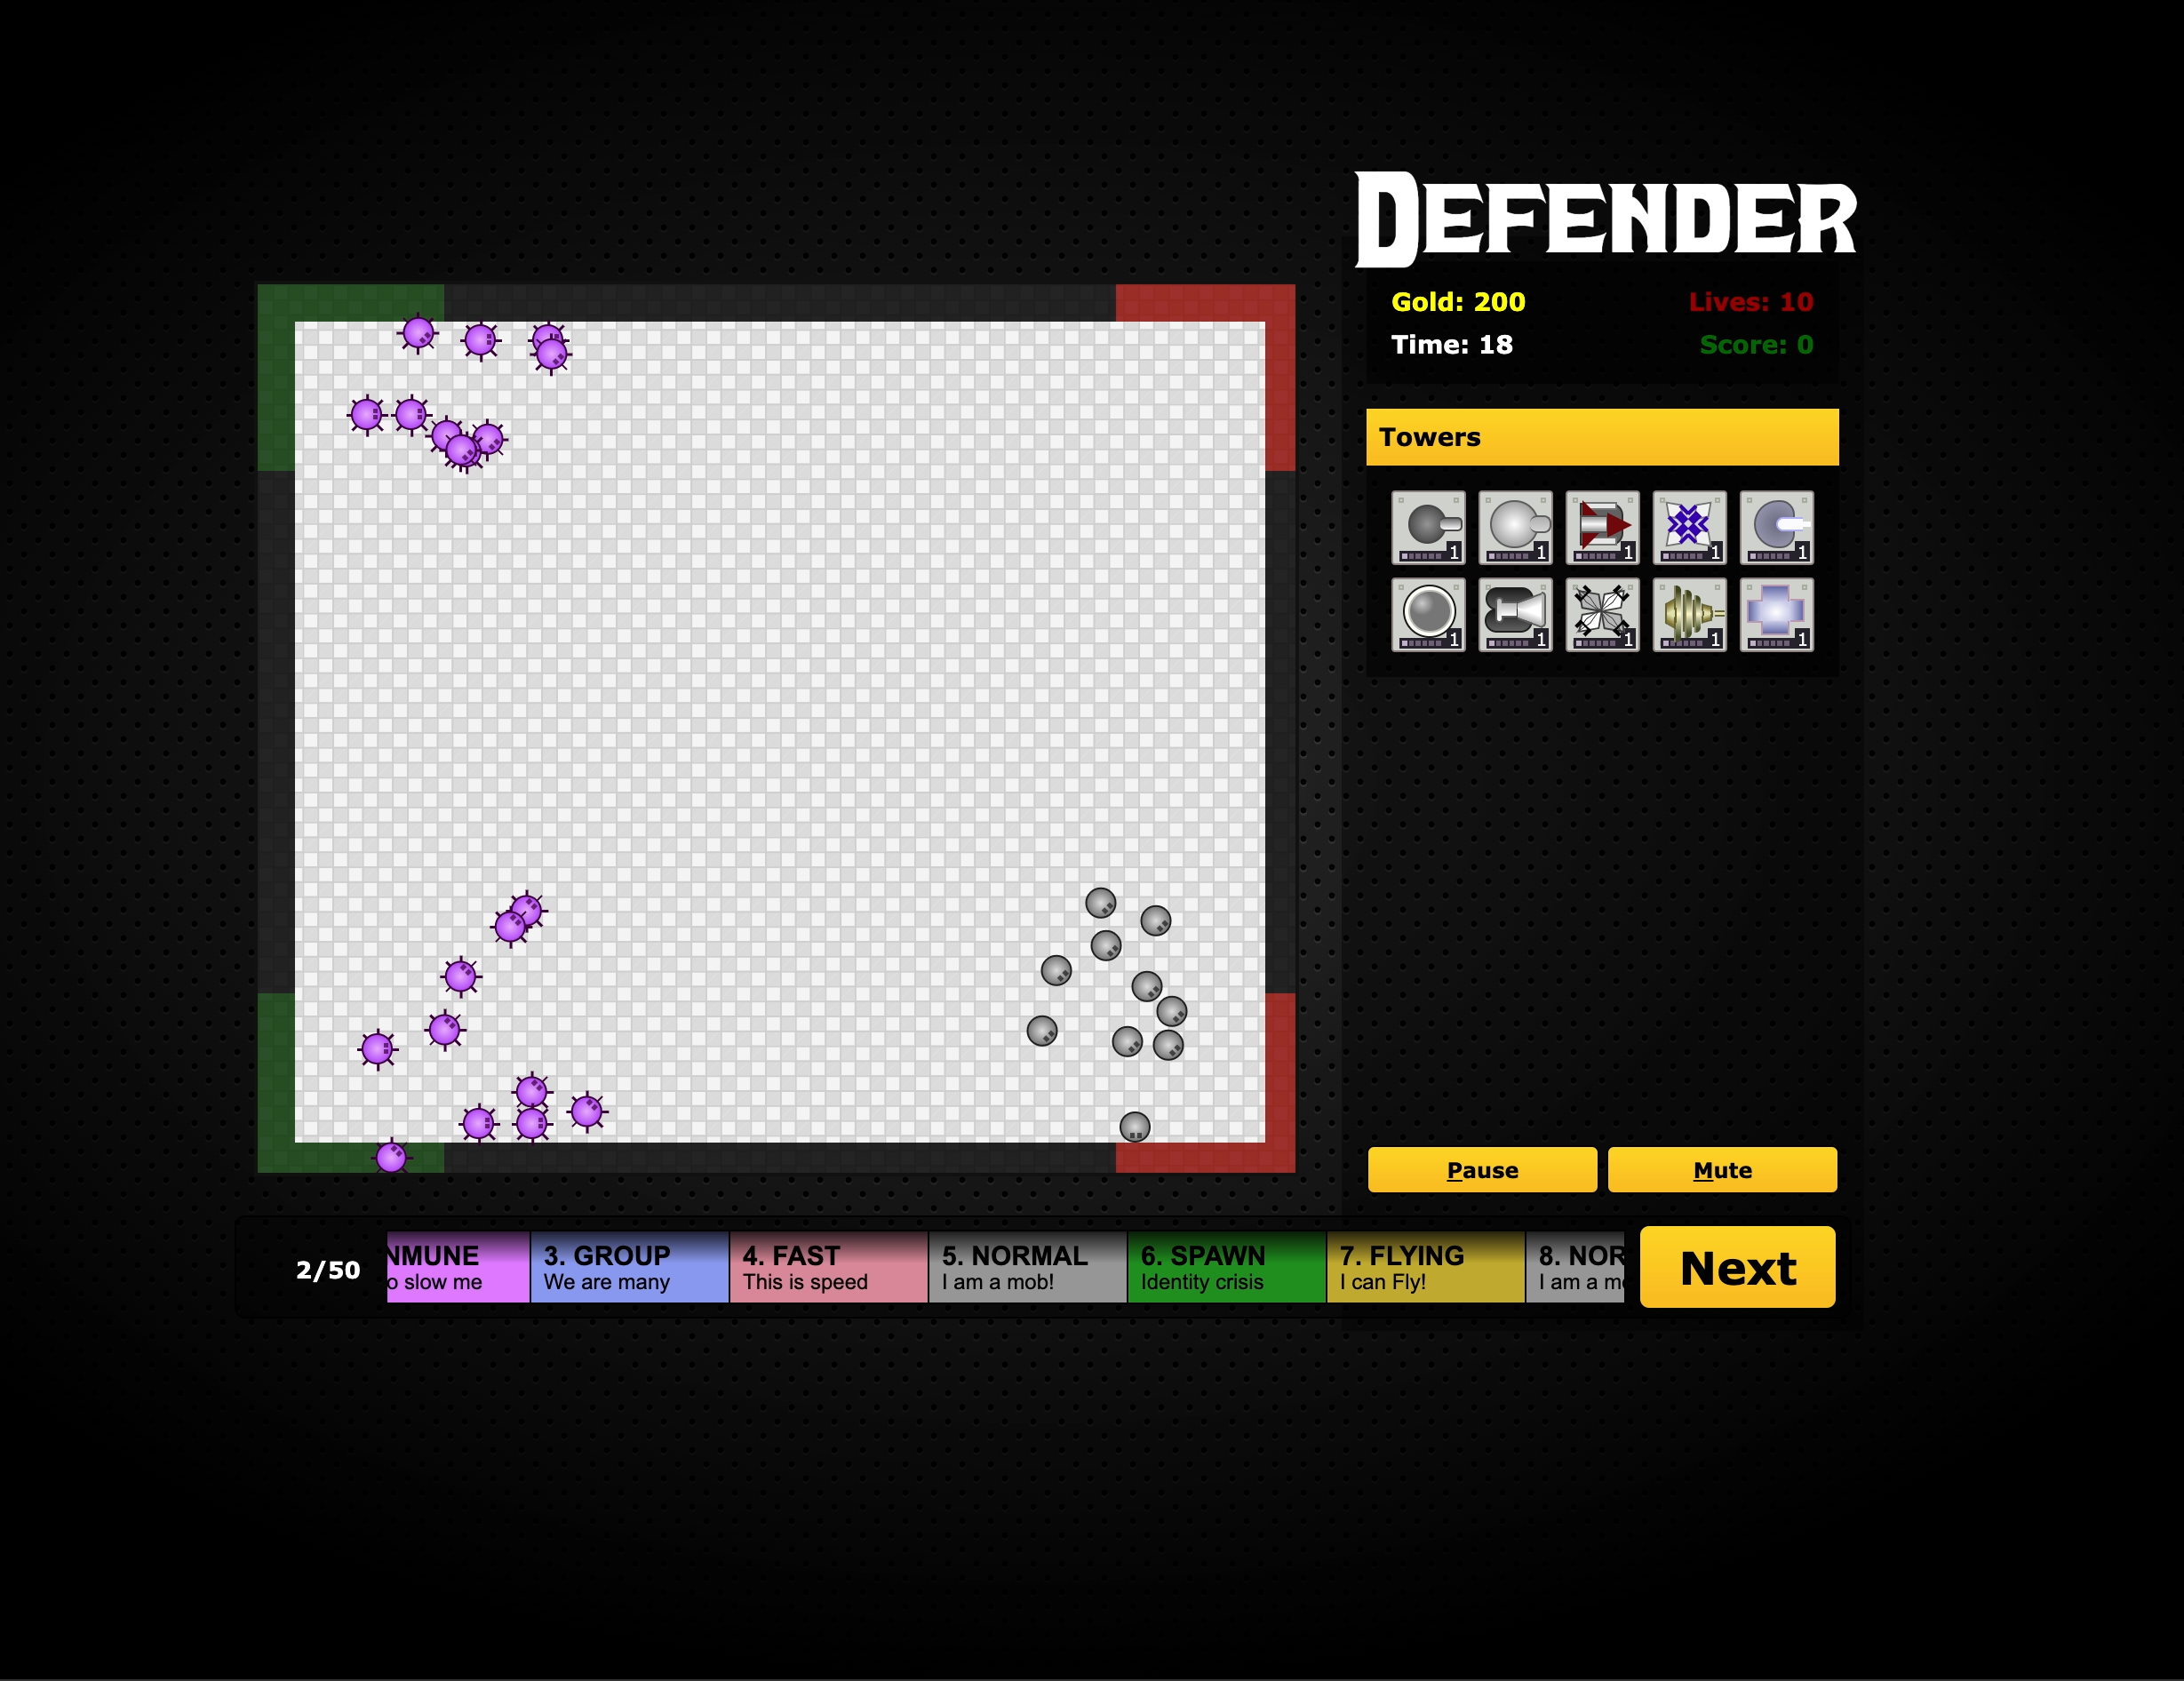 DEFENDER
Gold: 200
Lives: 10
Time: 18
Score: 0
Towers
1 1 1 1 1
1 1 1 1 1
Pause
Mute
2/50
NMUNE
o slow me
3. GROUP
We are many
4. FAST
This is speed
5. NORMAL
I am a mob!
6. SPAWN
Identity crisis
7. FLYING
I can Fly!
8. NOR
I am a m
Next